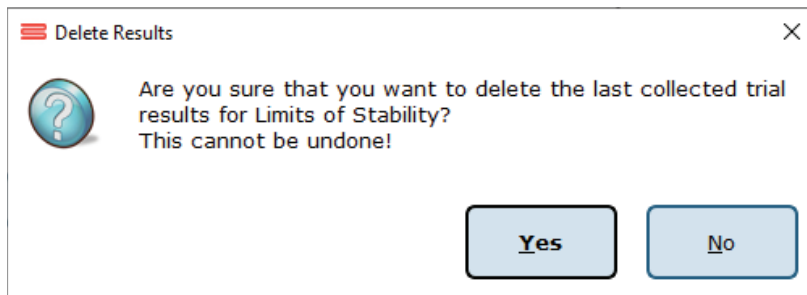 Delete Results
Are you sure that you want to delete the last collected trial
results for Limits of Stability?
This cannot be undone!
Yes
No